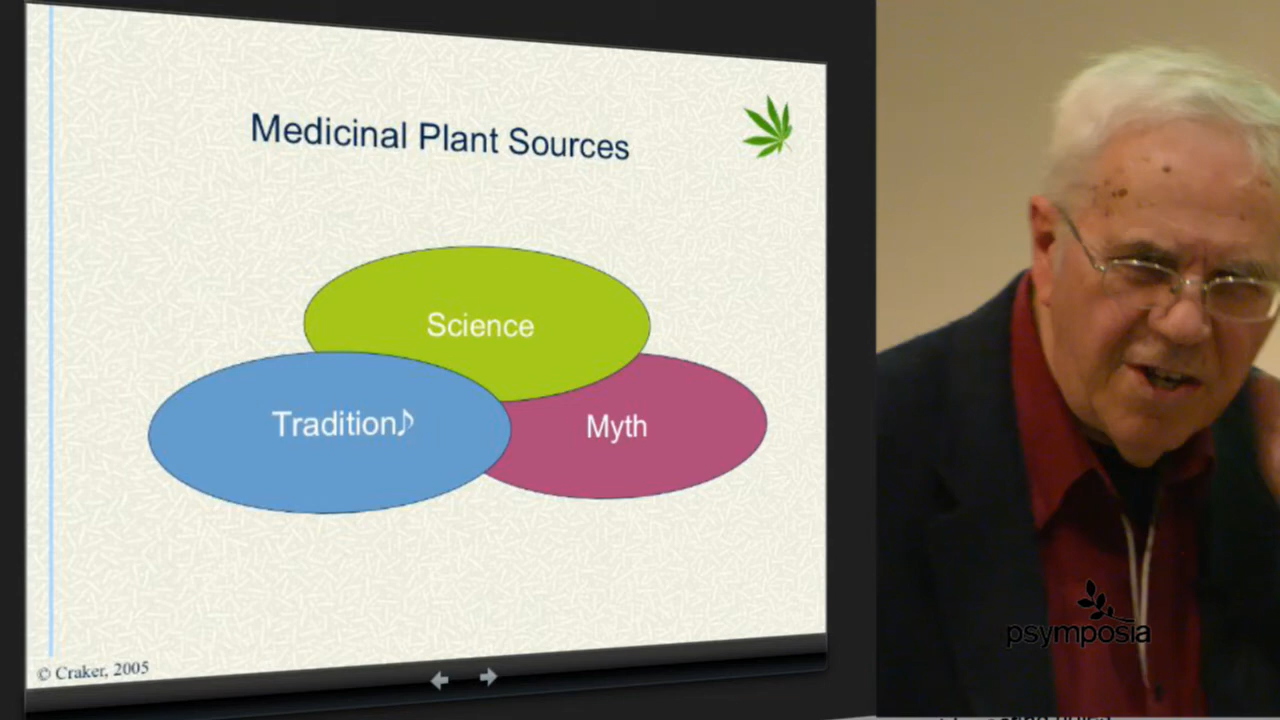 Medicinal Plant Sources
Science
Tradition♪
Myth
© Craker, 2005
psymposia